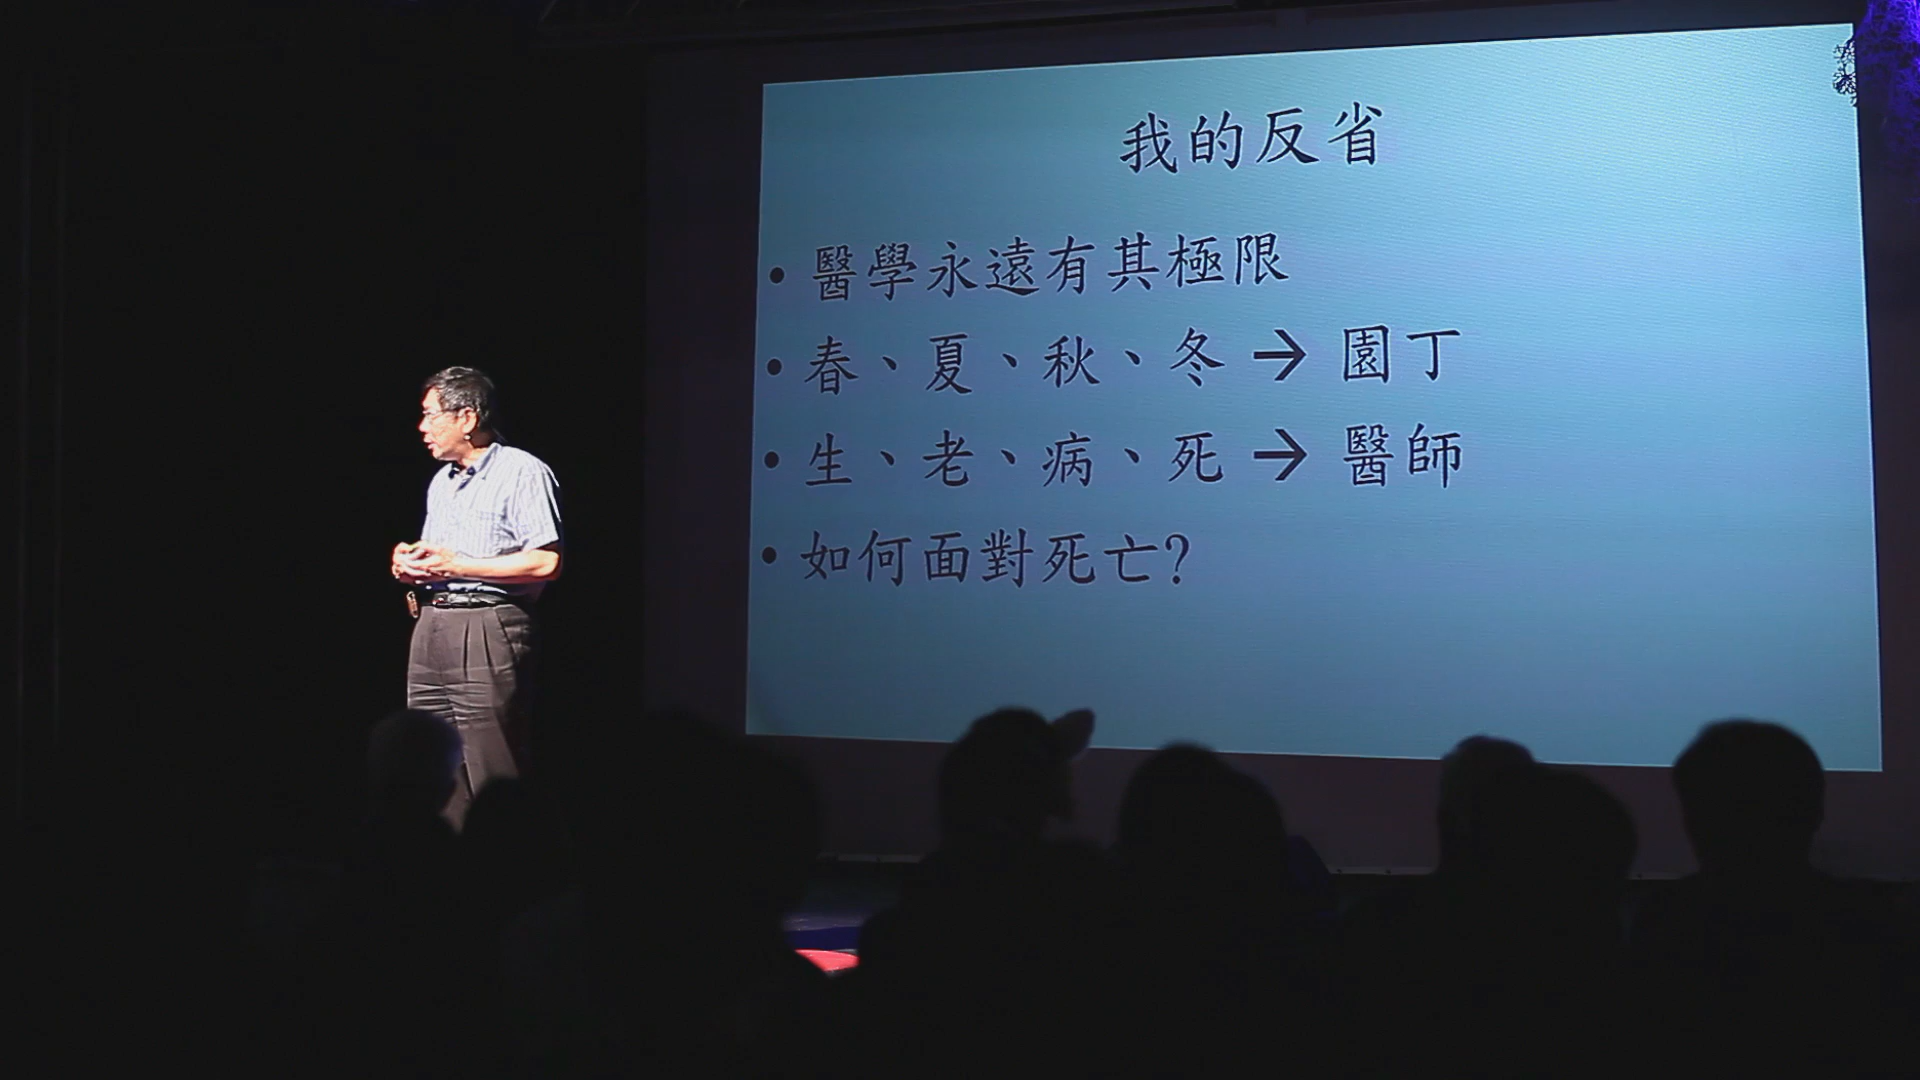 我的反省
• 醫學永遠有其極限
• 春、夏、秋、冬 → 園丁
• 生、老、病、死 → 醫師
• 如何面對死亡?